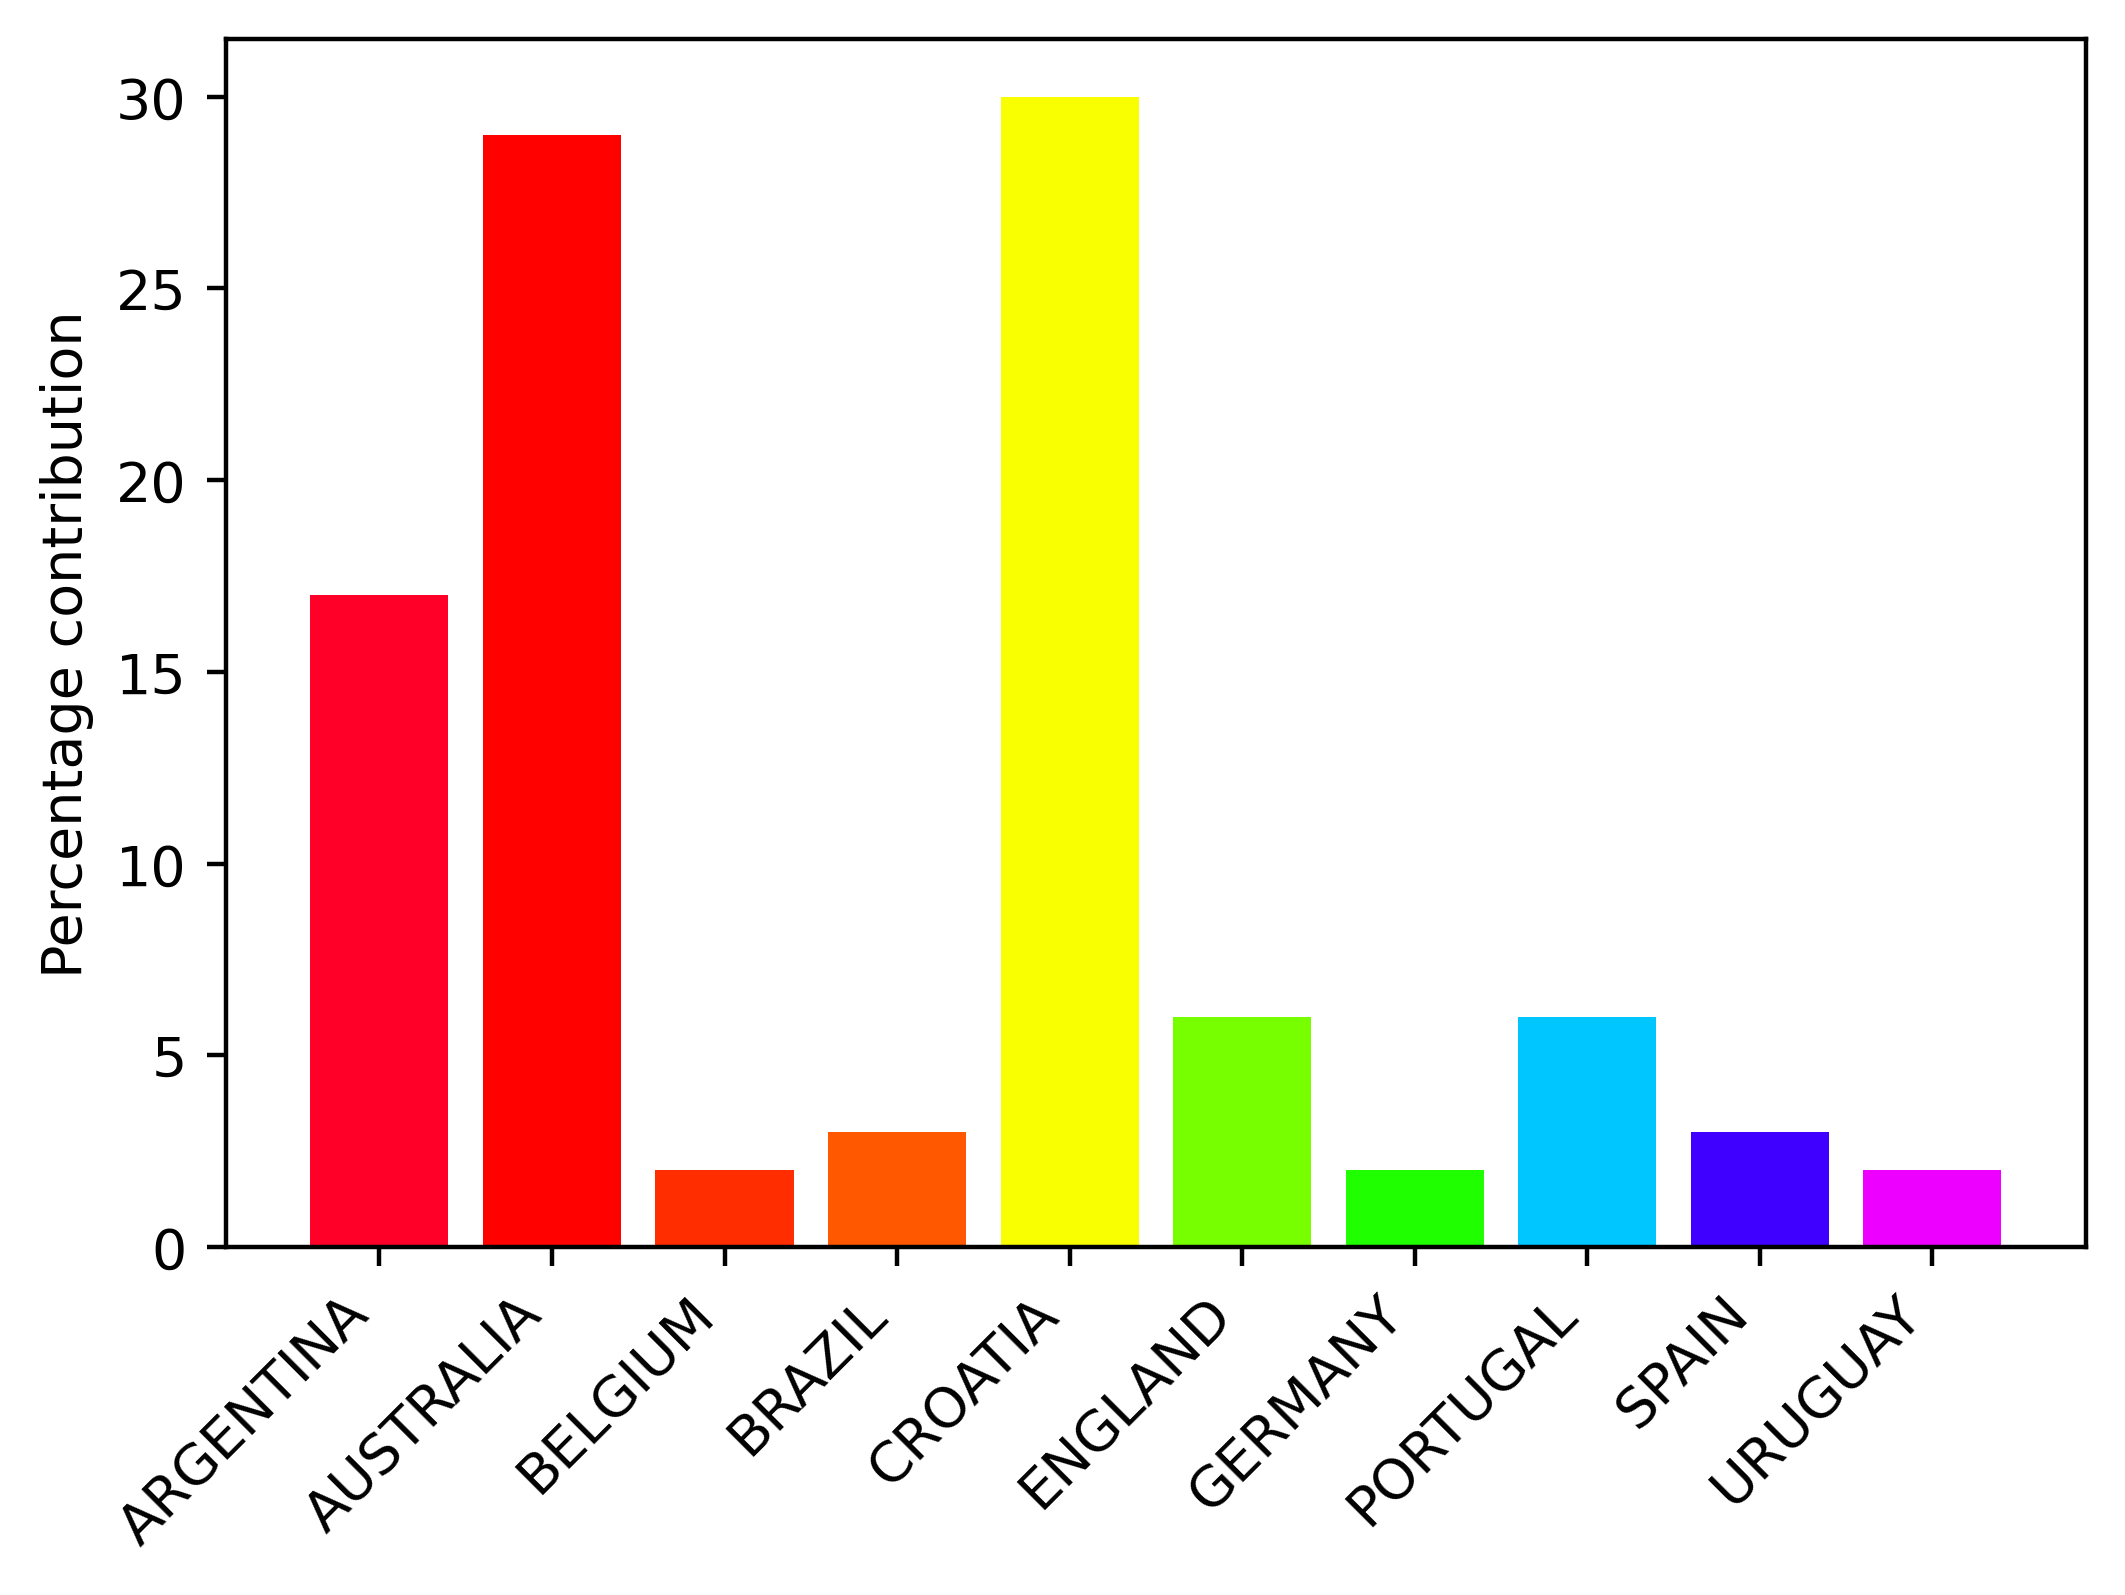 Percentage contribution
30
25
20
15
10
5
0
ARGENTINA
AUSTRALIA
BELGIUM
BRAZIL
CROATIA
ENGLAND
GERMANY
PORTUGAL
SPAIN
URUGUAY